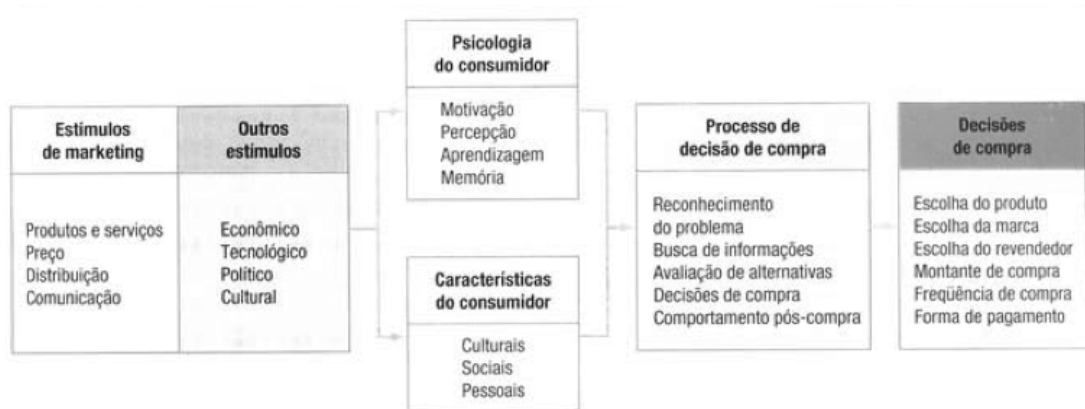 Psicologia
do consumidor
Motivação
Percepção
Aprendizagem
Memória
Estímulos
de marketing
Produtos e serviços
Preço
Distribuição
Comunicação
Outros
estímulos
Econômico
Tecnológico
Político
Cultural
Características
do consumidor
Culturais
Sociais
Pessoais
Processo de
decisão de compra
Reconhecimento
do problema
Busca de informações
Avaliação de alternativas
Decisões de compra
Comportamento pós-compra
Decisões
de compra
Escolha do produto
Escolha da marca
Escolha do revendedor
Montante de compra
Freqüência de compra
Forma de pagamento